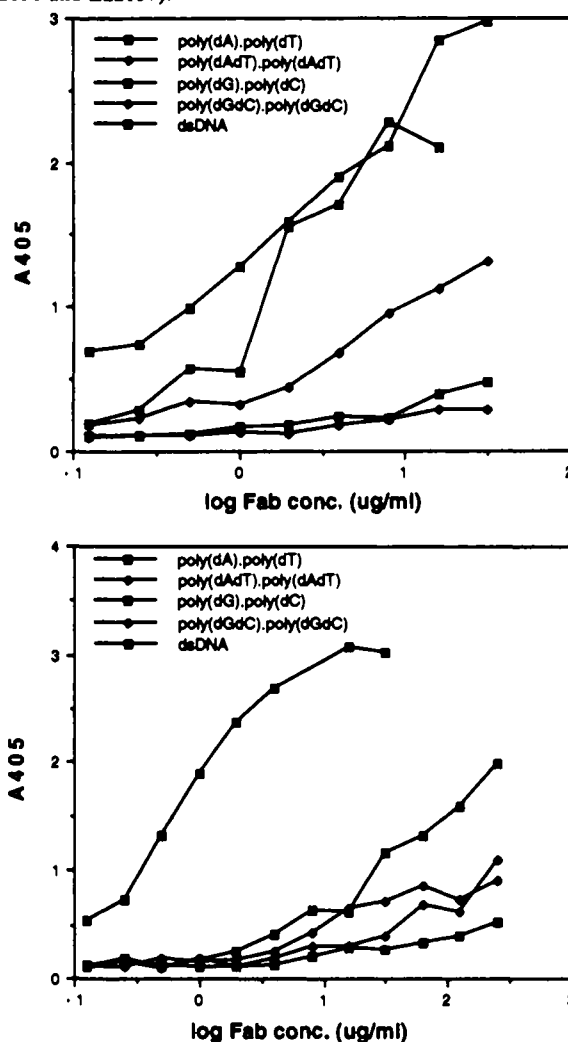 3
poly(dA).poly(dT)
poly(dAdT).poly(dAdT)
poly(dG).poly(dC)
poly(dGdC).poly(dGdC)
dsDNA
2
A405
1
0
-1 0 1 2
log Fab conc. (ug/ml)
4
poly(dA).poly(dT)
poly(dAdT).poly(dAdT)
poly(dG).poly(dC)
poly(dGdC).poly(dGdC)
dsDNA
3
2
A405
1
0
-1 0 1 2
log Fab conc. (ug/ml)